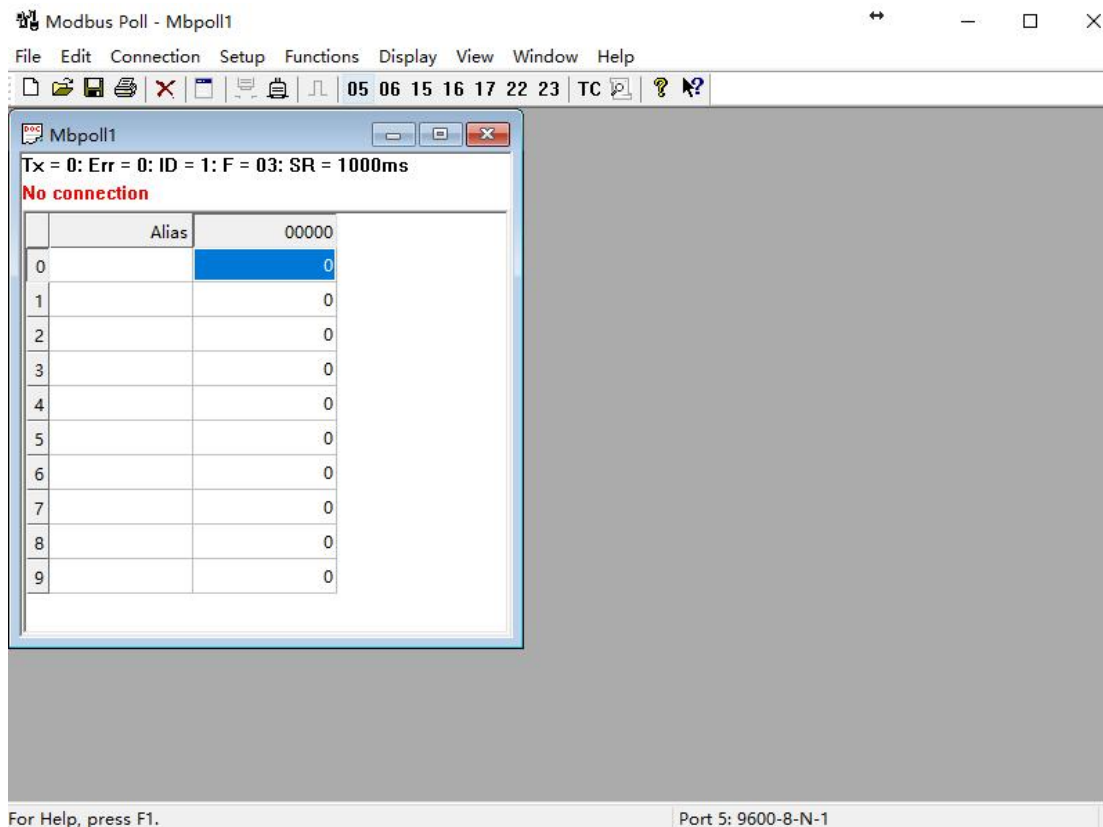 Modbus Poll - Mbpoll1
File Edit Connection Setup Functions Display View Window Help
05 06 15 16 17 22 23 TC
Mbpoll1
Tx = 0: Err = 0: ID = 1: F = 03: SR = 1000ms
No connection
Alias 00000
0 0
1 0
2 0
3 0
4 0
5 0
6 0
7 0
8 0
9 0
For Help, press F1. Port 5: 9600-8-N-1